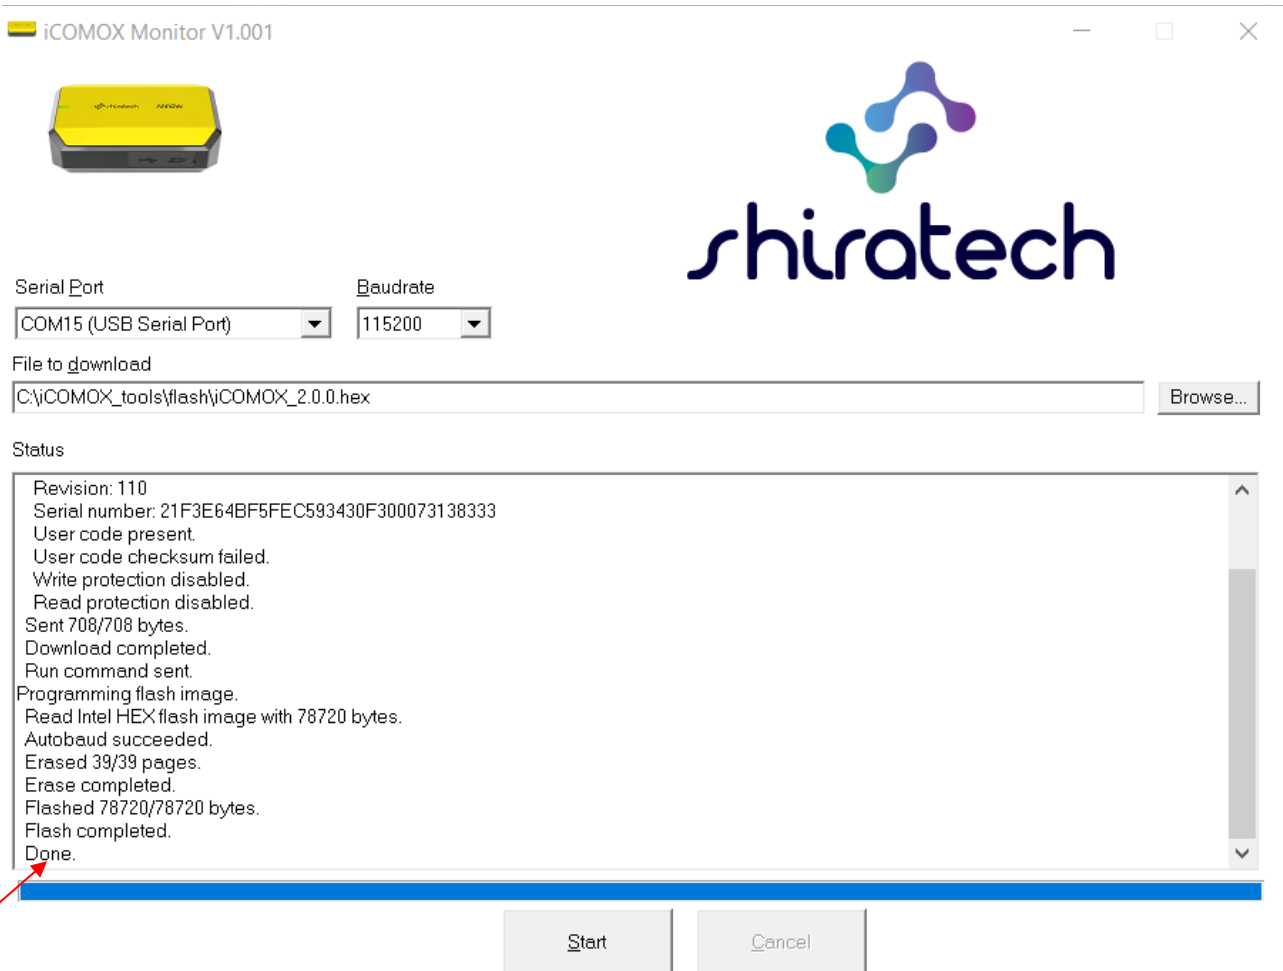 iCOMOX Monitor V1.001
shiratech ARROW
shiratech
Serial Port Baudrate
COM15 (USB Serial Port) 115200
File to download
C:\iCOMOX_tools\flash\iCOMOX_2.0.0.hex Browse...
Status
Revision: 110
Serial number: 21F3E64BF5FEC593430F300073138333
User code present.
User code checksum failed.
Write protection disabled.
Read protection disabled.
Sent 708/708 bytes.
Download completed.
Run command sent.
Programming flash image.
Read Intel HEX flash image with 78720 bytes.
Autobaud succeeded.
Erased 39/39 pages.
Erase completed.
Flashed 78720/78720 bytes.
Flash completed.
Done.
Start Cancel